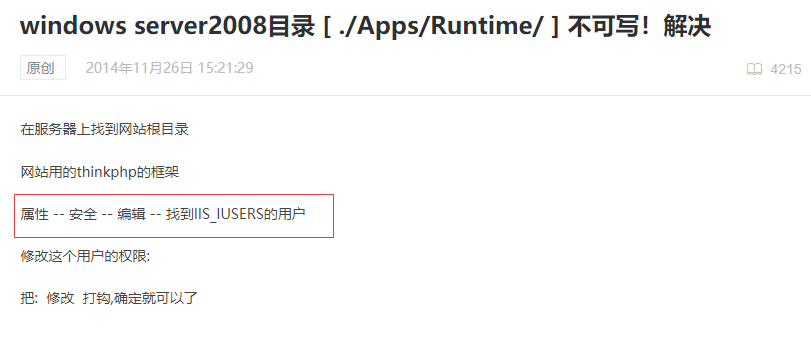 windows server2008目录 [ ./Apps/Runtime/ ] 不可写！解决
原创 2014年11月26日 15:21:29 4215
在服务器上找到网站根目录
网站用的thinkphp的框架
属性 -- 安全 -- 编辑 -- 找到IIS_IUSERS的用户
修改这个用户的权限:
把: 修改 打钩,确定就可以了